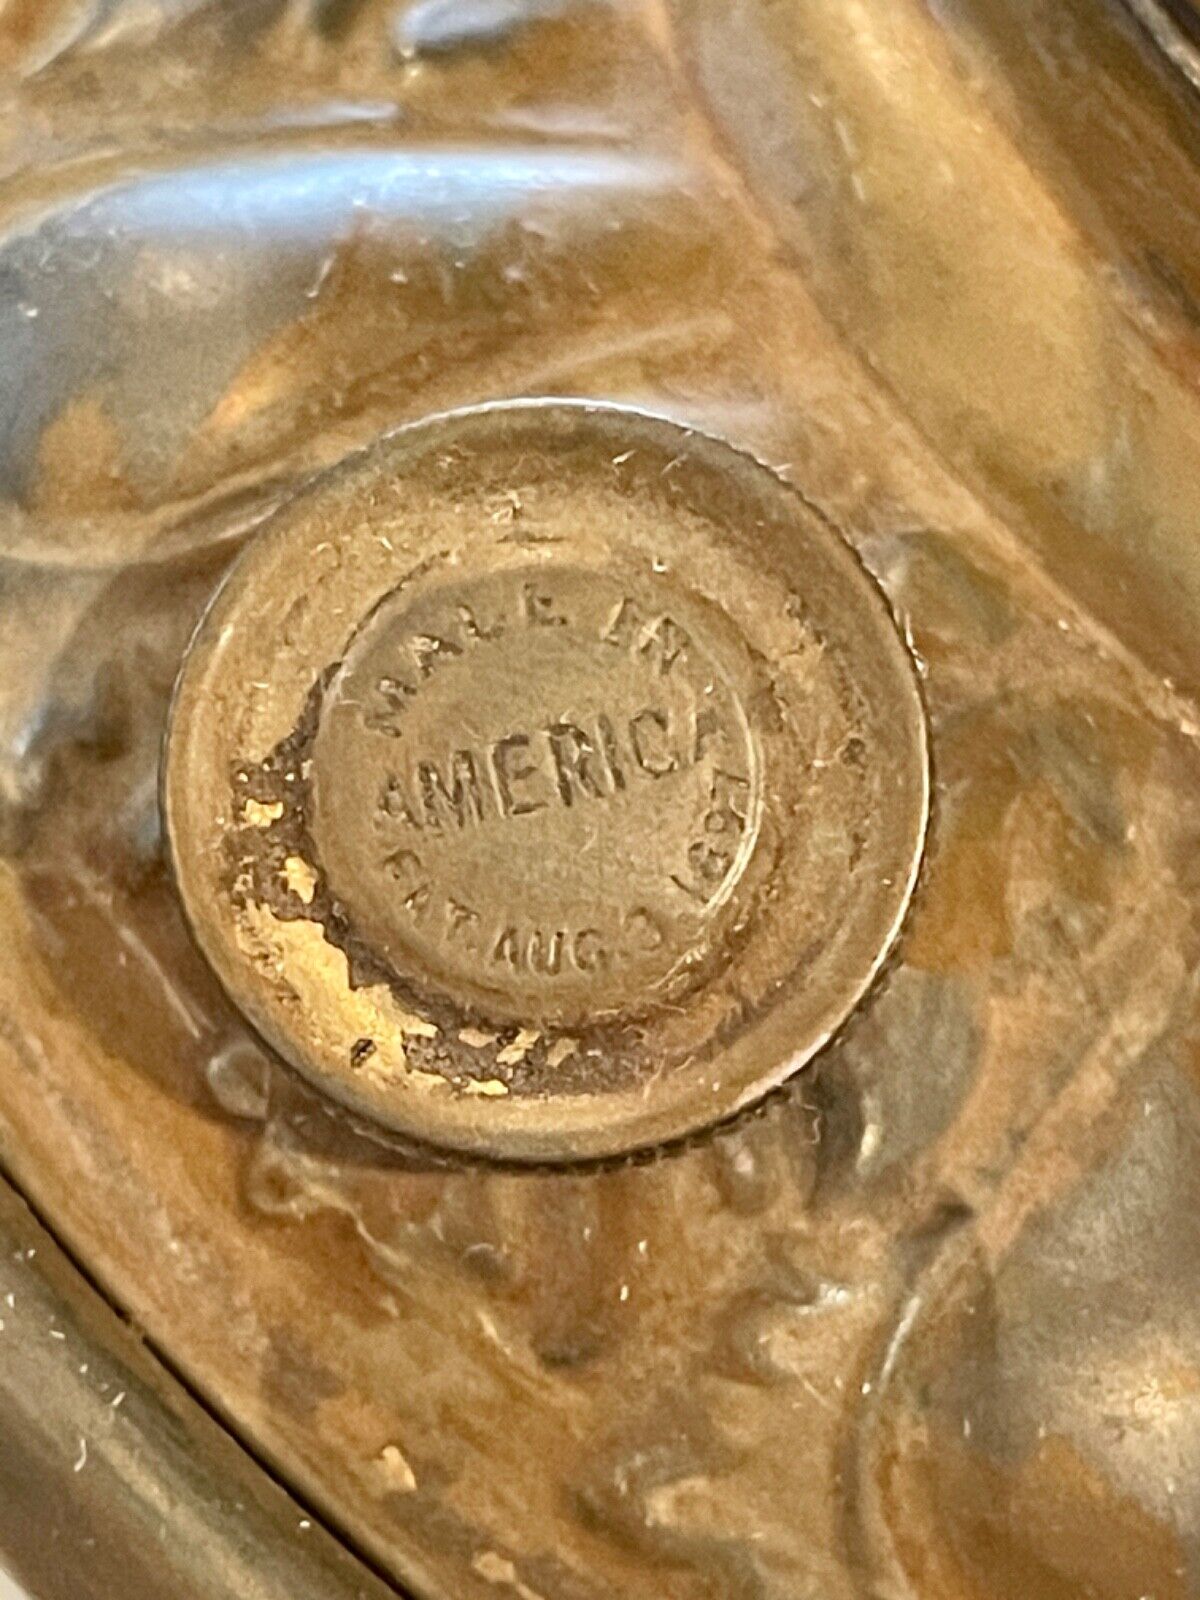 MADE IN
AMERICA
PAT. AUG. 3, 1897